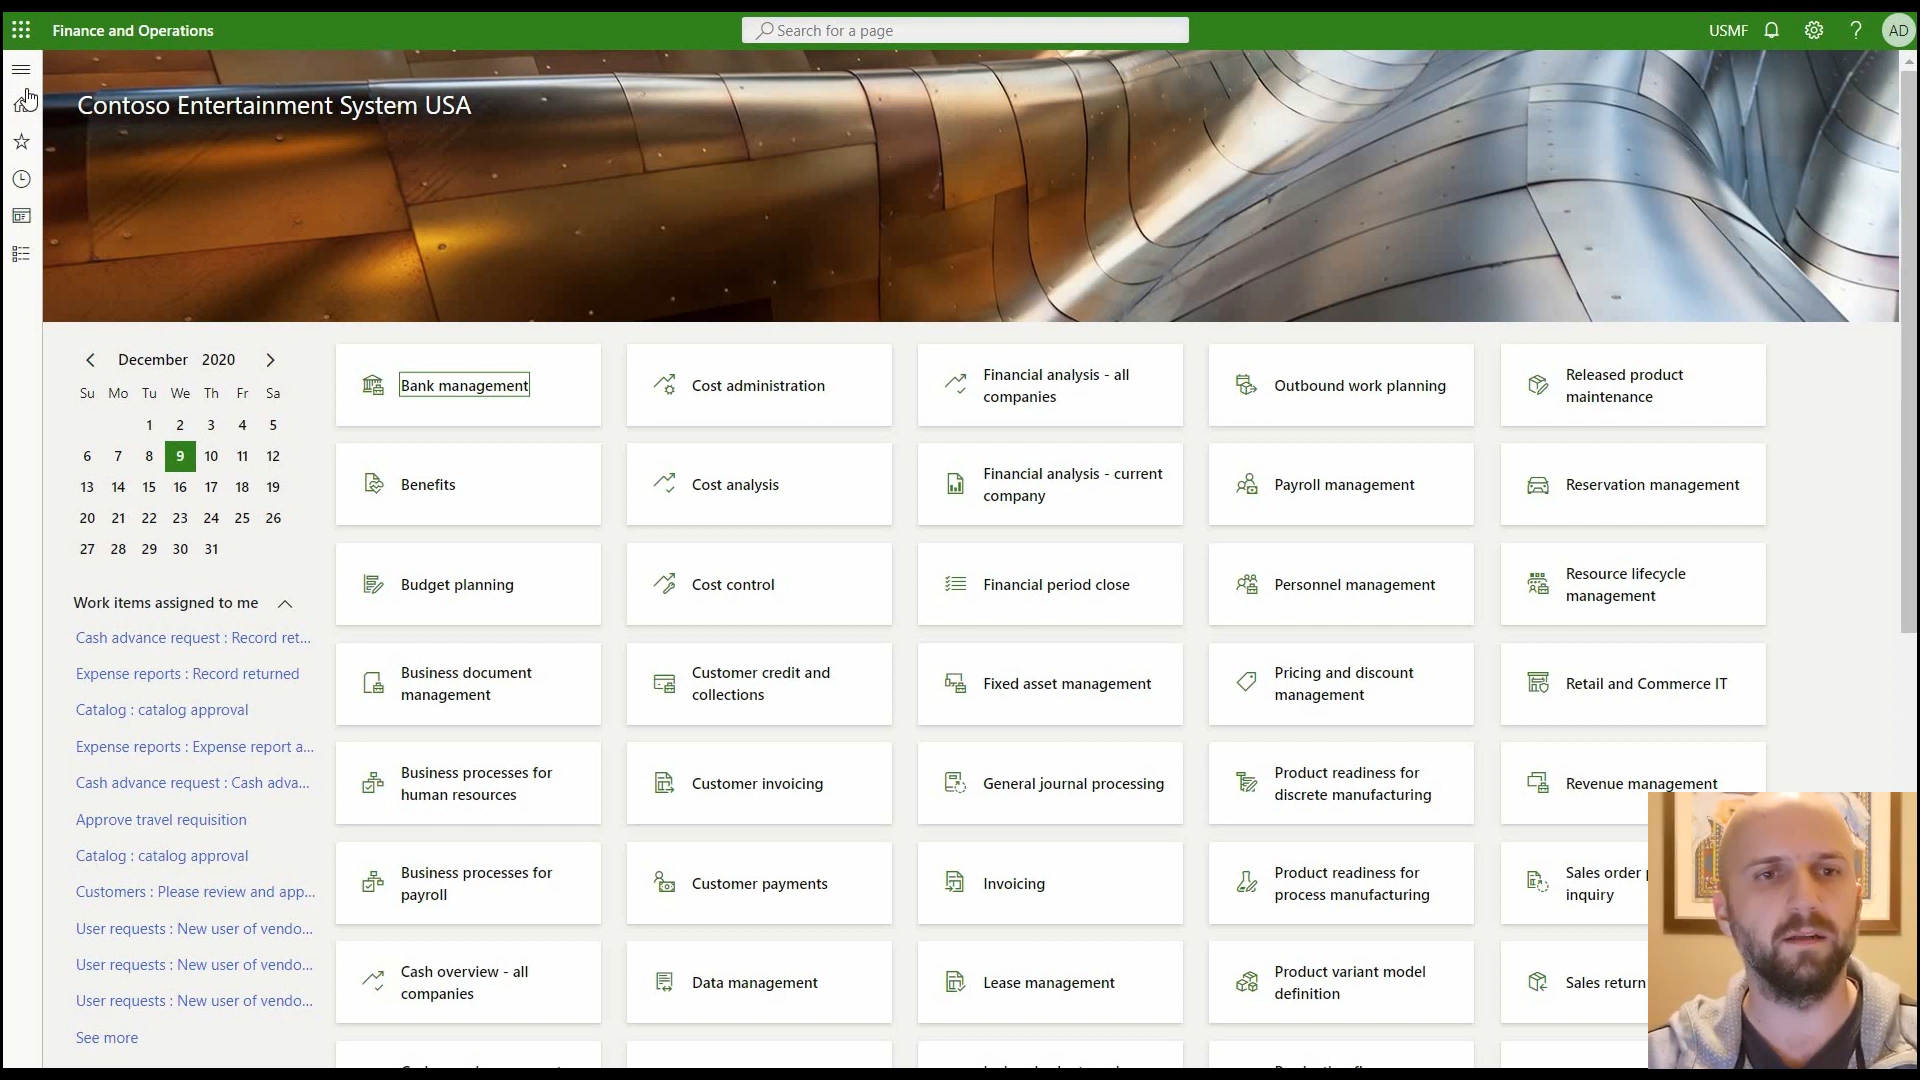 Finance and Operations
Search for a page
USMF
AD
Contoso Entertainment System USA
December 2020
Su Mo Tu We Th Fr Sa
1 2 3 4 5
6 7 8 9 10 11 12
13 14 15 16 17 18 19
20 21 22 23 24 25 26
27 28 29 30 31
Work items assigned to me
Cash advance request : Record ret...
Expense reports : Record returned
Catalog : catalog approval
Expense reports : Expense report a...
Cash advance request : Cash adva...
Approve travel requisition
Catalog : catalog approval
Customers : Please review and app...
User requests : New user of vendo...
User requests : New user of vendo...
User requests : New user of vendo...
See more
Bank management
Cost administration
Financial analysis - all
companies
Outbound work planning
Released product
maintenance
Benefits
Cost analysis
Financial analysis - current
company
Payroll management
Reservation management
Budget planning
Cost control
Financial period close
Personnel management
Resource lifecycle
management
Business document
management
Customer credit and
collections
Fixed asset management
Pricing and discount
management
Retail and Commerce IT
Business processes for
human resources
Customer invoicing
General journal processing
Product readiness for
discrete manufacturing
Revenue management
Business processes for
payroll
Customer payments
Invoicing
Product readiness for
process manufacturing
Sales order
inquiry
Cash overview - all
companies
Data management
Lease management
Product variant model
definition
Sales return